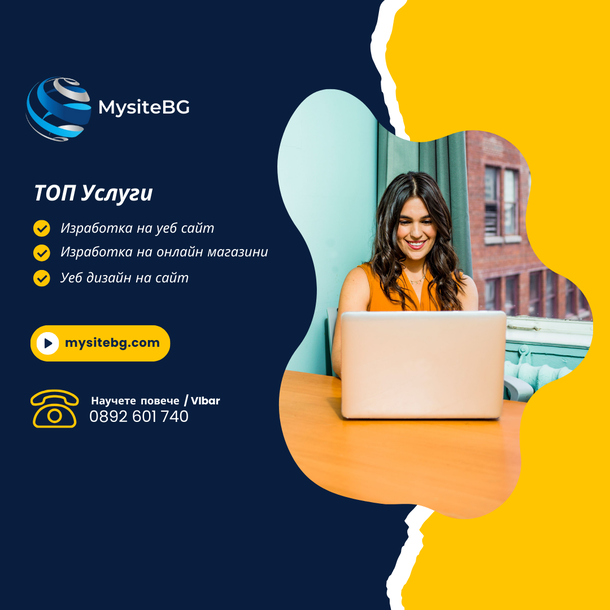 MysiteBG
ТОП Услуги
Изработка на уеб сайт
Изработка на онлайн магазини
Уеб дизайн на сайт
mysitebg.com
Научете повече / VIbar
0892 601 740